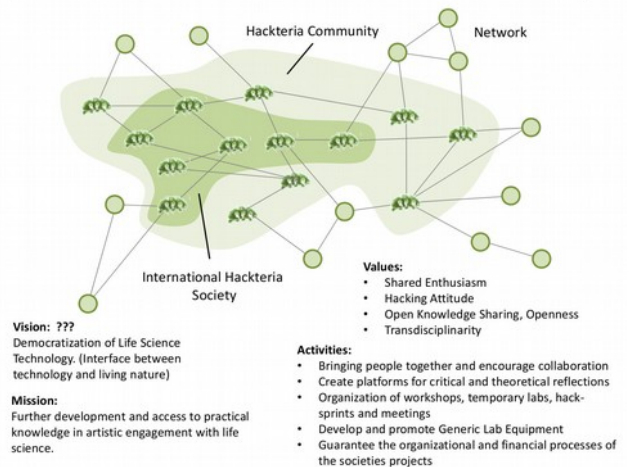 Hackteria Community
Network
International Hackteria
Society
Values:
• Shared Enthusiasm
• Hacking Attitude
• Open Knowledge Sharing, Openness
• Transdisciplinarity
Vision: ???
Democratization of Life Science
Technology. (Interface between
technology and living nature)
Mission:
Further development and access to practical
knowledge in artistic engagement with life
science.
Activities:
• Bringing people together and encourage collaboration
• Create platforms for critical and theoretical reflections
• Organization of workshops, temporary labs, hack-
sprints and meetings
• Develop and promote Generic Lab Equipment
• Guarantee the organizational and financial processes of
the societies projects